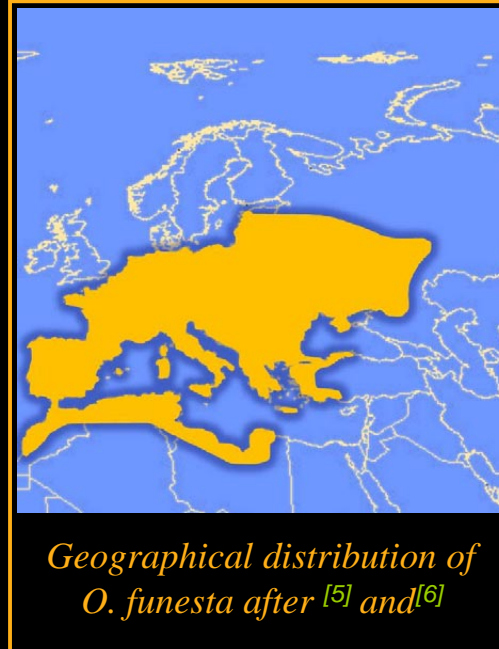 Geographical distribution of
O. funesta after [5] and[6]